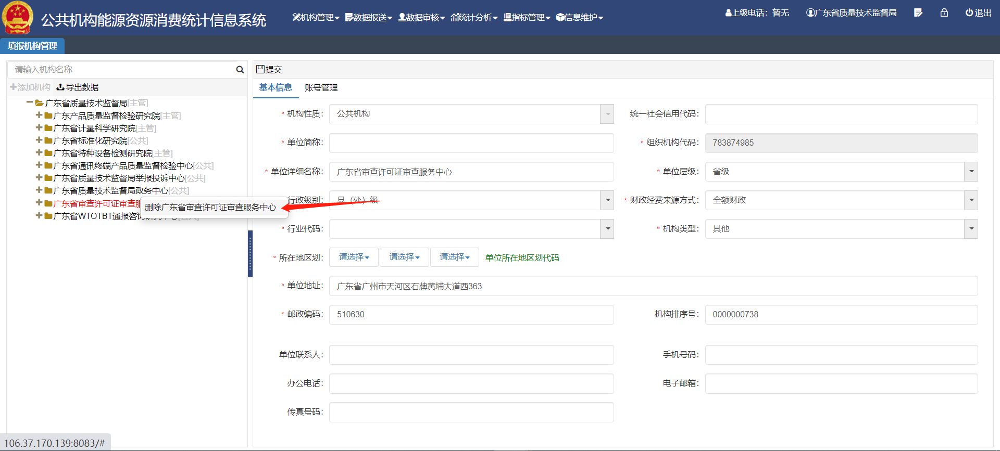 公共机构能源资源消费统计信息系统
机构管理 数据报送 数据审核 统计分析 指标管理 信息维护
上级电话：暂无 广东省质量技术监督局 退出
填报机构管理
请输入机构名称
添加机构 导出数据
广东省质量技术监督局[主管]
广东产品质量监督检验研究院[主管]
广东省计量科学研究院[主管]
广东省标准化研究院[公共]
广东省特种设备检测研究院[主管]
广东省通讯终端产品质量监督检验中心[公共]
广东省质量技术监督局举报投诉中心[公共]
广东省质量技术监督局政务中心[公共]
广东省审查许可证审查服
删除广东省审查许可证审查服务中心
广东省WTOTBT通报咨询研究中心[公共]
提交
基本信息 账号管理
* 机构性质： 公共机构 统一社会信用代码：
* 单位简称： * 组织机构代码： 783874985
* 单位详细名称： 广东省审查许可证审查服务中心 * 单位层级： 省级
行政级别： 县（处）级 * 财政经费来源方式： 全额财政
* 行业代码： * 机构类型： 其他
* 所在地区划： 请选择 请选择 请选择 单位所在地区划代码
* 单位地址： 广东省广州市天河区石牌黄埔大道西363
* 邮政编码： 510630 机构排序号： 0000000738
单位联系人： 手机号码：
办公电话： 电子邮箱：
传真号码：
106.37.170.139:8083/#